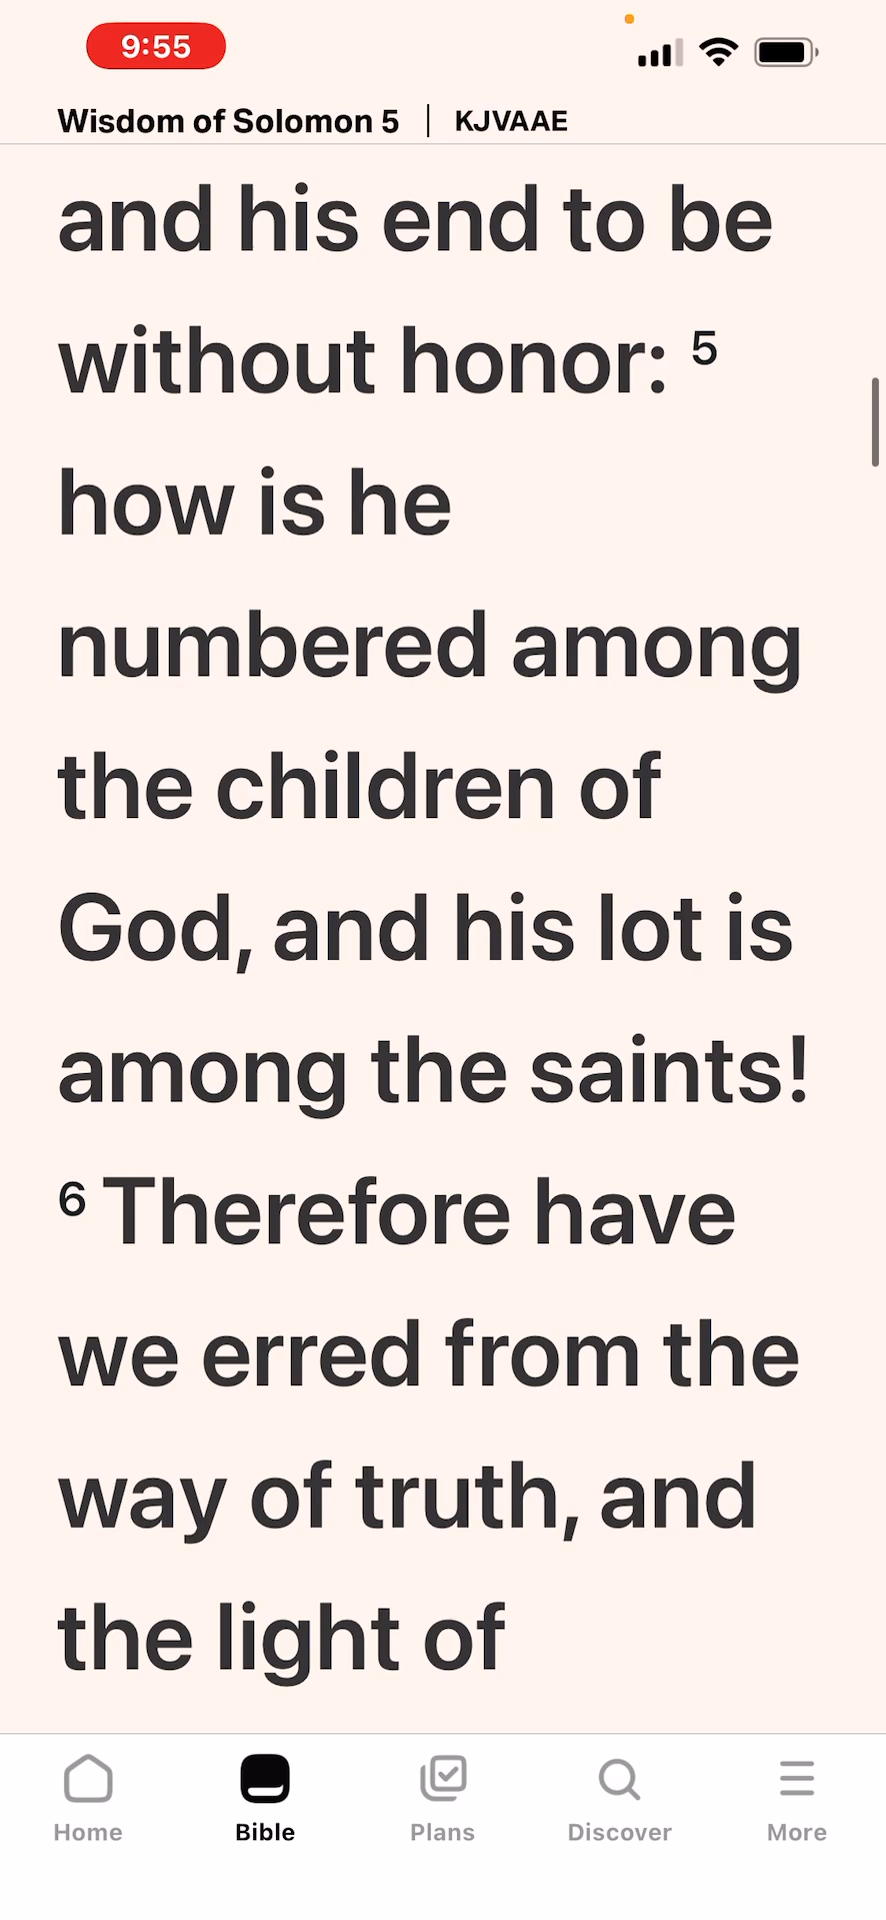 9:55
Wisdom of Solomon 5 | KJVAAE
and his end to be
without honor: 5
how is he
numbered among
the children of
God, and his lot is
among the saints!
6 Therefore have
we erred from the
way of truth, and
the light of
Home Bible Plans Discover More